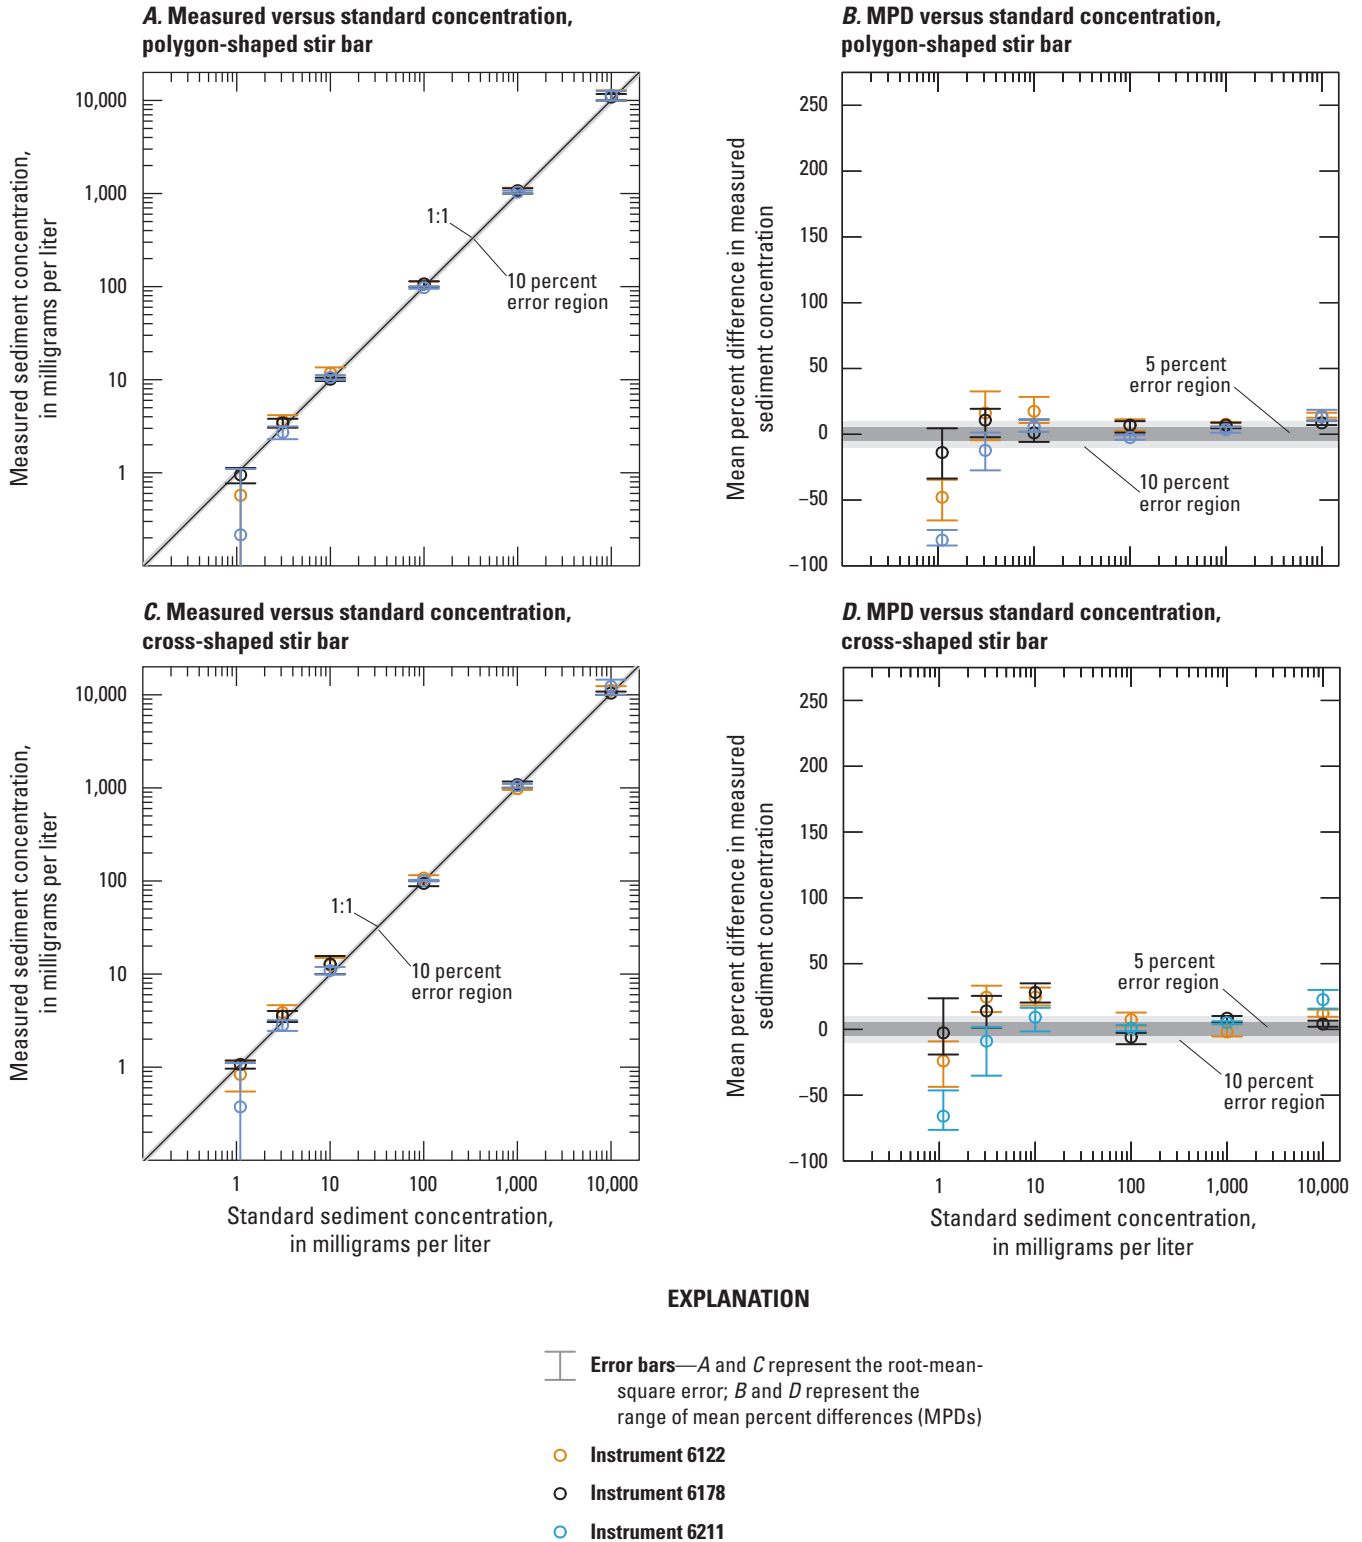 A. Measured versus standard concentration,
polygon-shaped stir bar
Measured sediment concentration,
in milligrams per liter
10,000
1,000
100
10
1
1:1
10 percent
error region
B. MPD versus standard concentration,
polygon-shaped stir bar
Mean percent difference in measured
sediment concentration
250
200
150
100
50
0
−50
−100
5 percent
error region
10 percent
error region
C. Measured versus standard concentration,
cross-shaped stir bar
Measured sediment concentration,
in milligrams per liter
10,000
1,000
100
10
1
1:1
10 percent
error region
1 10 100 1,000 10,000
Standard sediment concentration,
in milligrams per liter
D. MPD versus standard concentration,
cross-shaped stir bar
Mean percent difference in measured
sediment concentration
250
200
150
100
50
0
−50
−100
5 percent
error region
10 percent
error region
1 10 100 1,000 10,000
Standard sediment concentration,
in milligrams per liter
EXPLANATION
Error bars—A and C represent the root-mean-
square error; B and D represent the
range of mean percent differences (MPDs)
Instrument 6122
Instrument 6178
Instrument 6211